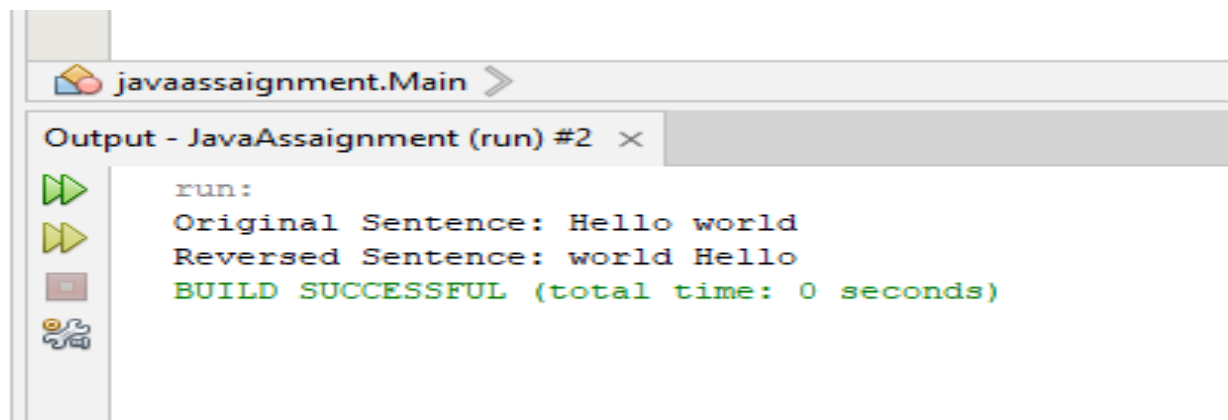 javaassaignment.Main
Output - JavaAssaignment (run) #2
run:
Original Sentence: Hello world
Reversed Sentence: world Hello
BUILD SUCCESSFUL (total time: 0 seconds)